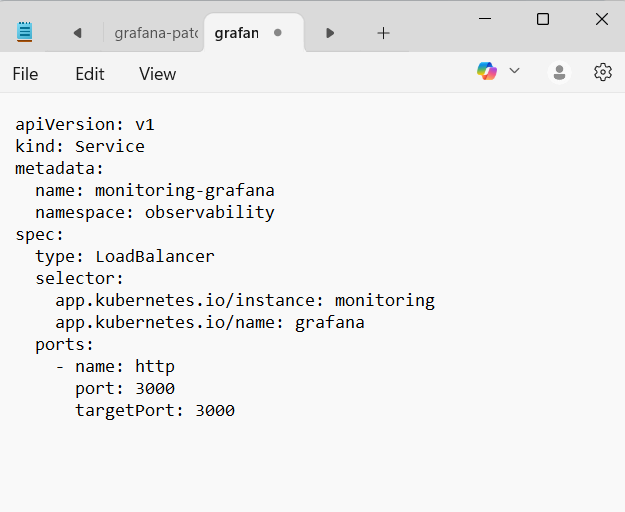 grafana-patc
grafan
File Edit View
apiVersion: v1
kind: Service
metadata:
  name: monitoring-grafana
  namespace: observability
spec:
  type: LoadBalancer
  selector:
    app.kubernetes.io/instance: monitoring
    app.kubernetes.io/name: grafana
  ports:
    - name: http
      port: 3000
      targetPort: 3000